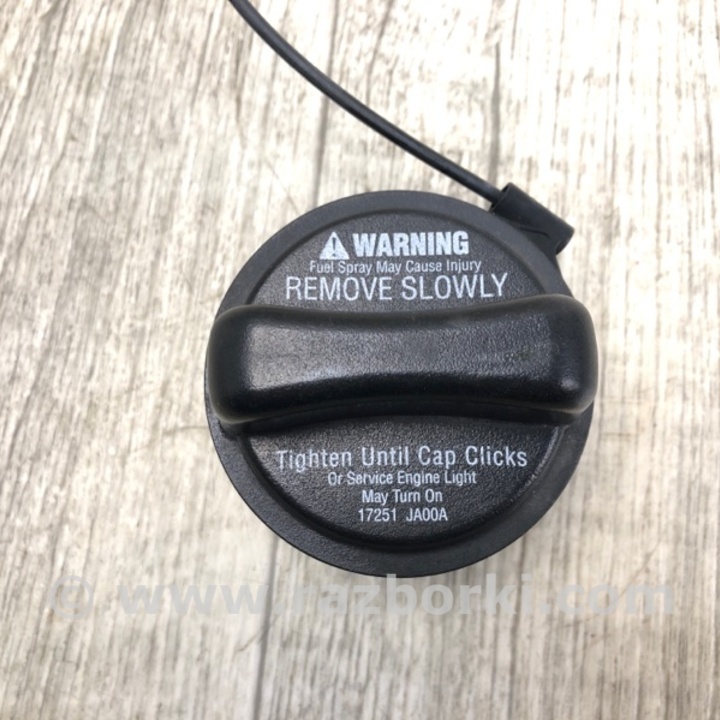 WARNING
Fuel Spray May Cause Injury
REMOVE SLOWLY
Tighten Until Cap Clicks
Or Service Engine Light
May Turn On
17251 JA00A
© www.razborki.com